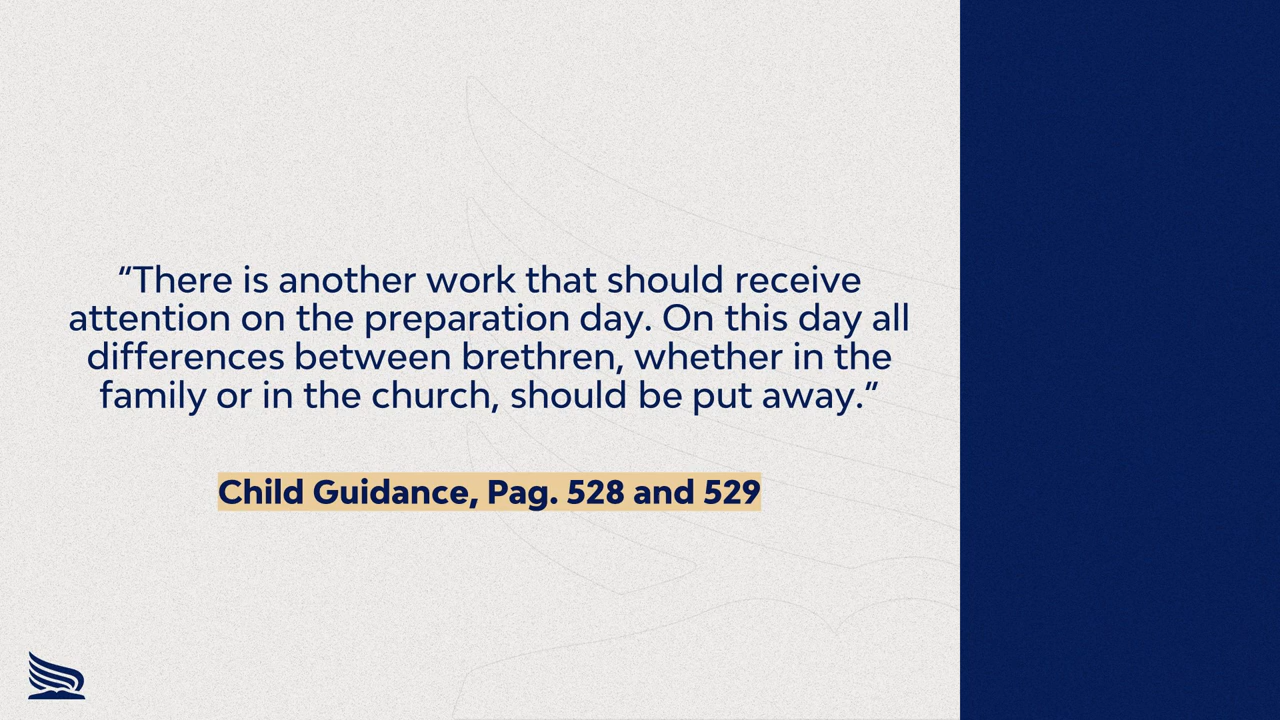 “There is another work that should receive
attention on the preparation day. On this day all
differences between brethren, whether in the
family or in the church, should be put away.”
Child Guidance, Pag. 528 and 529